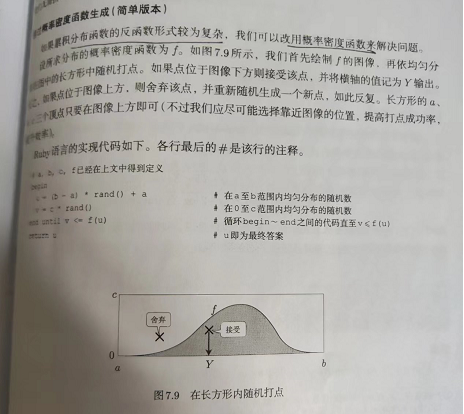 概率密度函数生成(简单版本)
如果累积分布函数的反函数形式较为复杂,我们可以改用概率密度函数来解决问题。
设所求分布的概率密度函数为 f。如图7.9所示,我们首先绘制 f 的图像,再依均匀分
图中的长方形中随机打点。如果点位于图像下方则接受该点,并将横轴的值记为 Y 输出。
如果点位于图像上方,则舍弃该点,并重新随机生成一个新点,如此反复。长方形的 a、
三个顶点只要在图像上方即可(不过我们应尽可能选择靠近图像的位置,提高打点成功率,
Ruby语言的实现代码如下。各行最后的 # 是该行的注释。
a, b, c, f已经在上文中得到定义
begin
u = (b - a) * rand() + a # 在a至b范围内均匀分布的随机数
v = c * rand() # 在0至c范围内均匀分布的随机数
end until v <= f(u) # 循环begin~end之间的代码直至v≤f(u)
return u # u即为最终答案
c
f
舍弃
接受
0
a Y b
图7.9 在长方形内随机打点